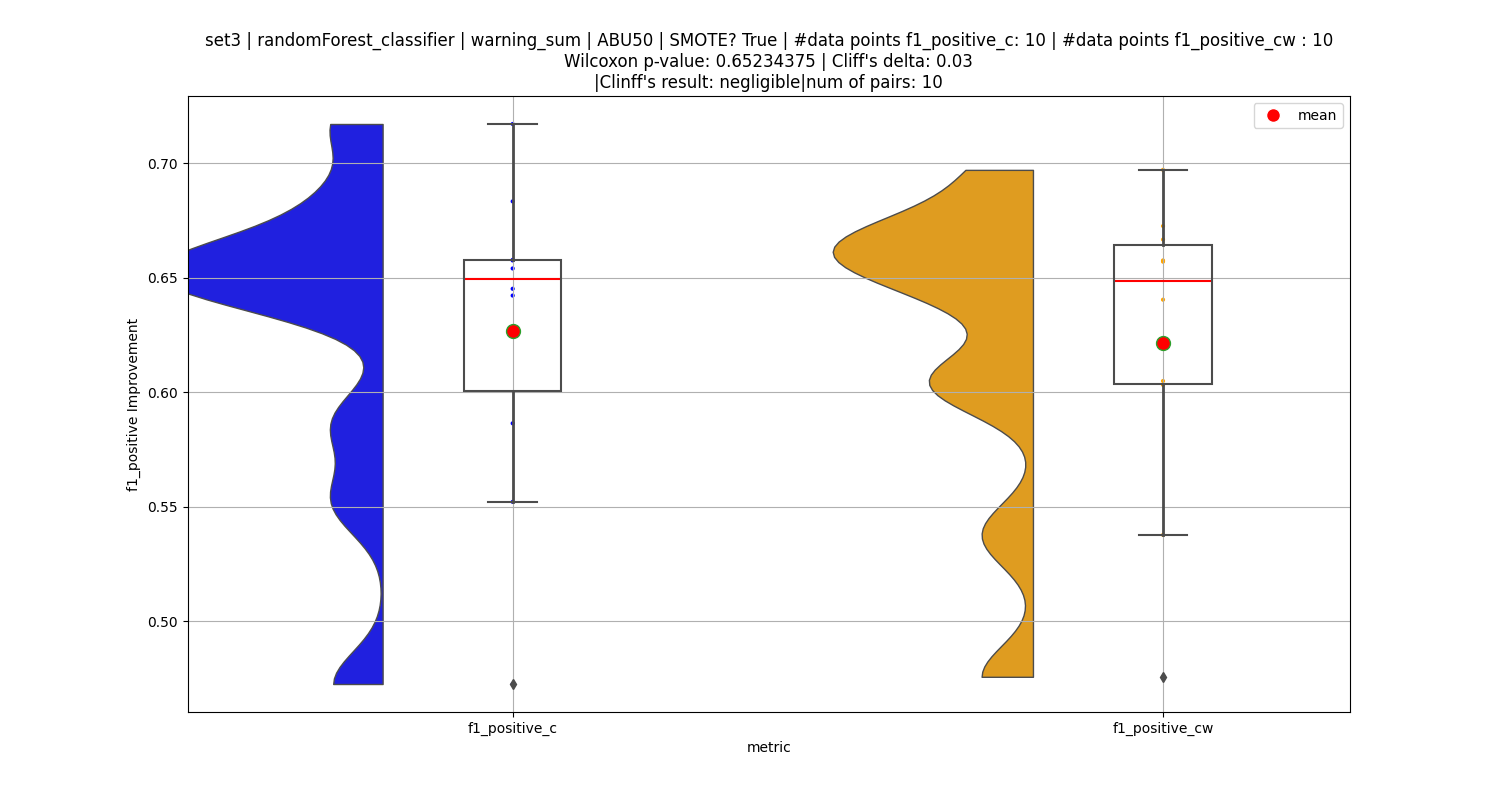 set3 | randomForest_classifier | warning_sum | ABU50 | SMOTE? True | #data points f1_positive_c: 10 | #data points f1_positive_cw : 10
Wilcoxon p-value: 0.65234375 | Cliff's delta: 0.03
|Clinff's result: negligible|num of pairs: 10
mean
0.70
0.65
0.60
0.55
0.50
f1_positive Improvement
f1_positive_c
f1_positive_cw
metric